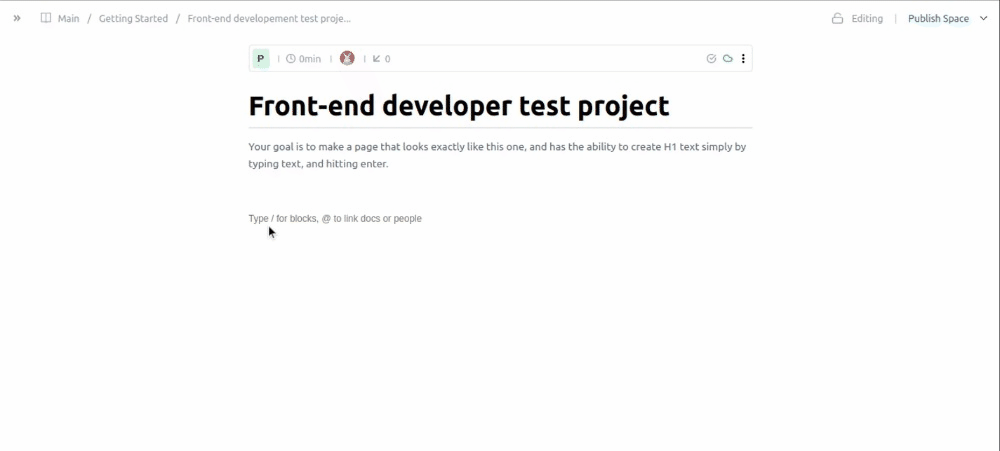 » Main / Getting Started / Front-end developement test proje... Editing | Publish Space
P | 0min | | 0
Front-end developer test project
Your goal is to make a page that looks exactly like this one, and has the ability to create H1 text simply by
typing text, and hitting enter.
Type / for blocks, @ to link docs or people